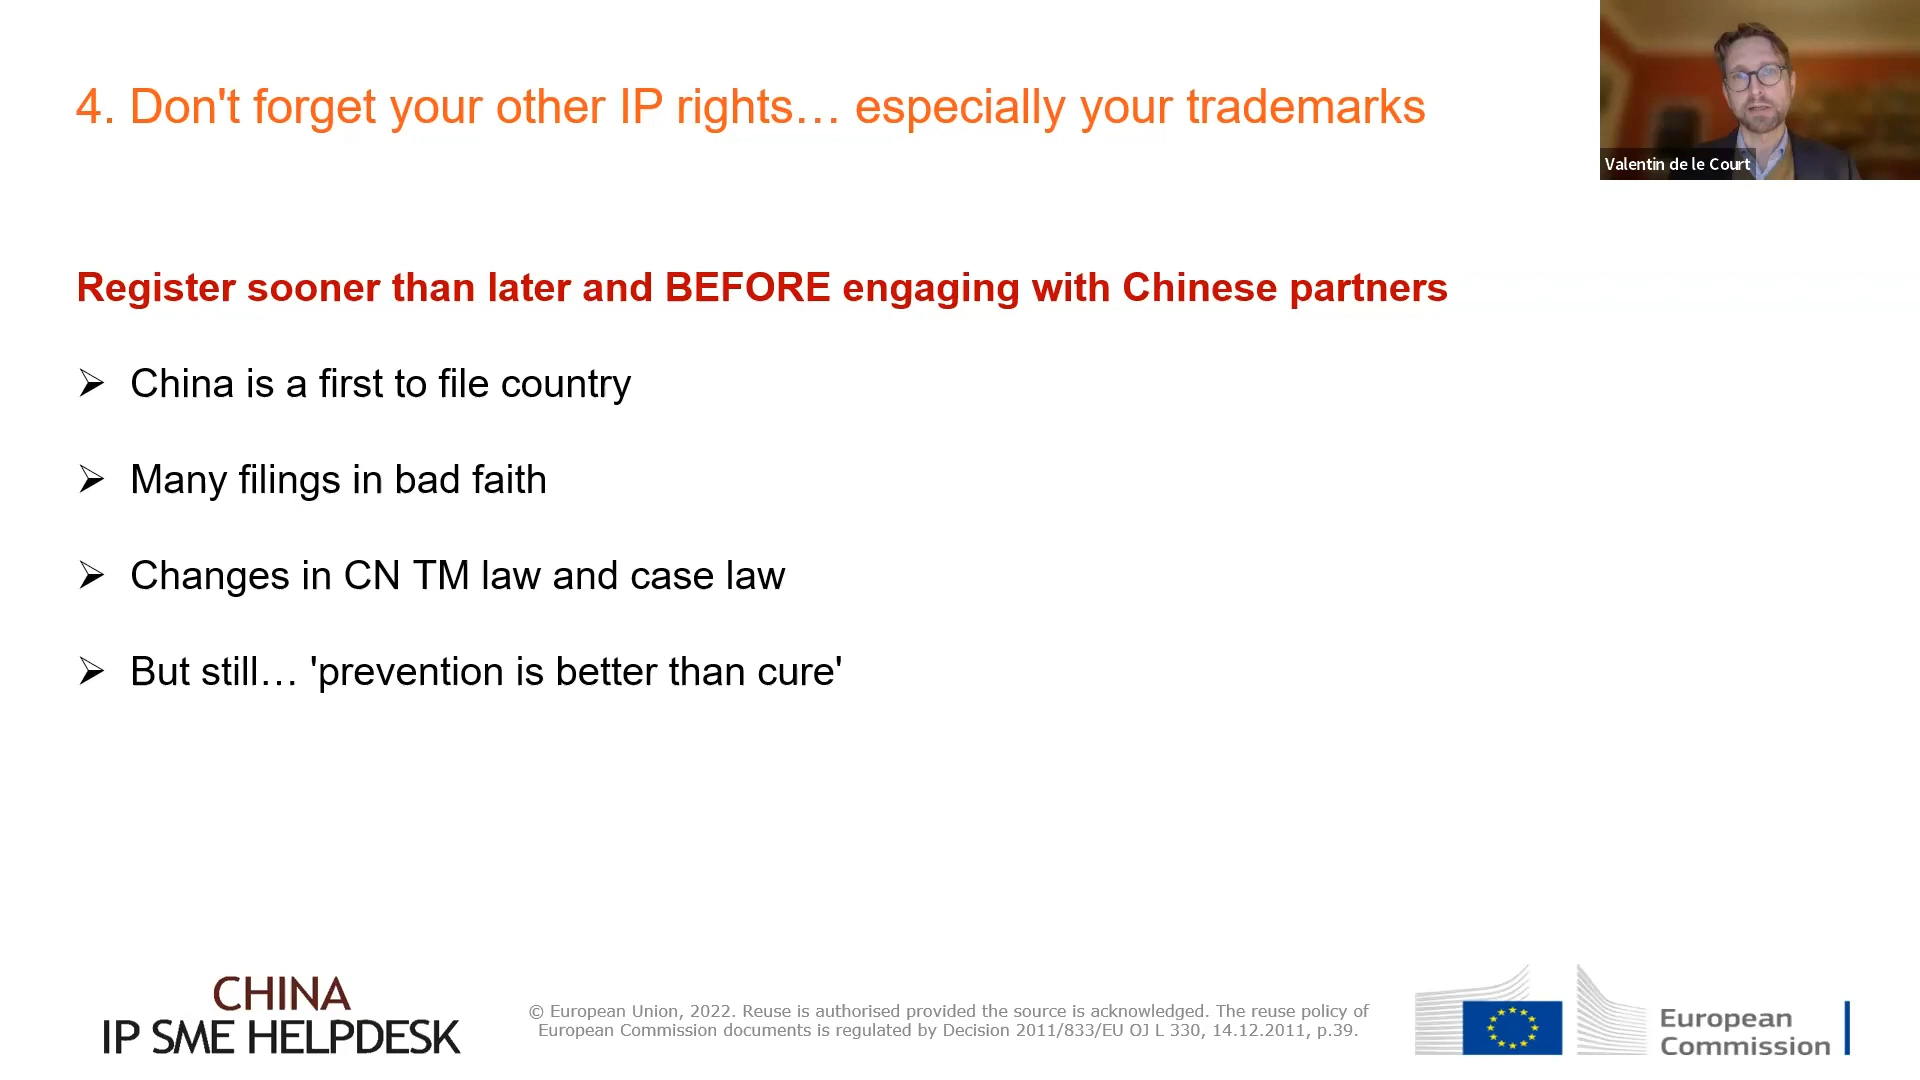 4. Don't forget your other IP rights… especially your trademarks
Valentin de le Court
Register sooner than later and BEFORE engaging with Chinese partners
➢ China is a first to file country
➢ Many filings in bad faith
➢ Changes in CN TM law and case law
➢ But still… 'prevention is better than cure'
CHINA
IP SME HELPDESK
© European Union, 2022. Reuse is authorised provided the source is acknowledged. The reuse policy of
European Commission documents is regulated by Decision 2011/833/EU OJ L 330, 14.12.2011, p.39.
European
Commission